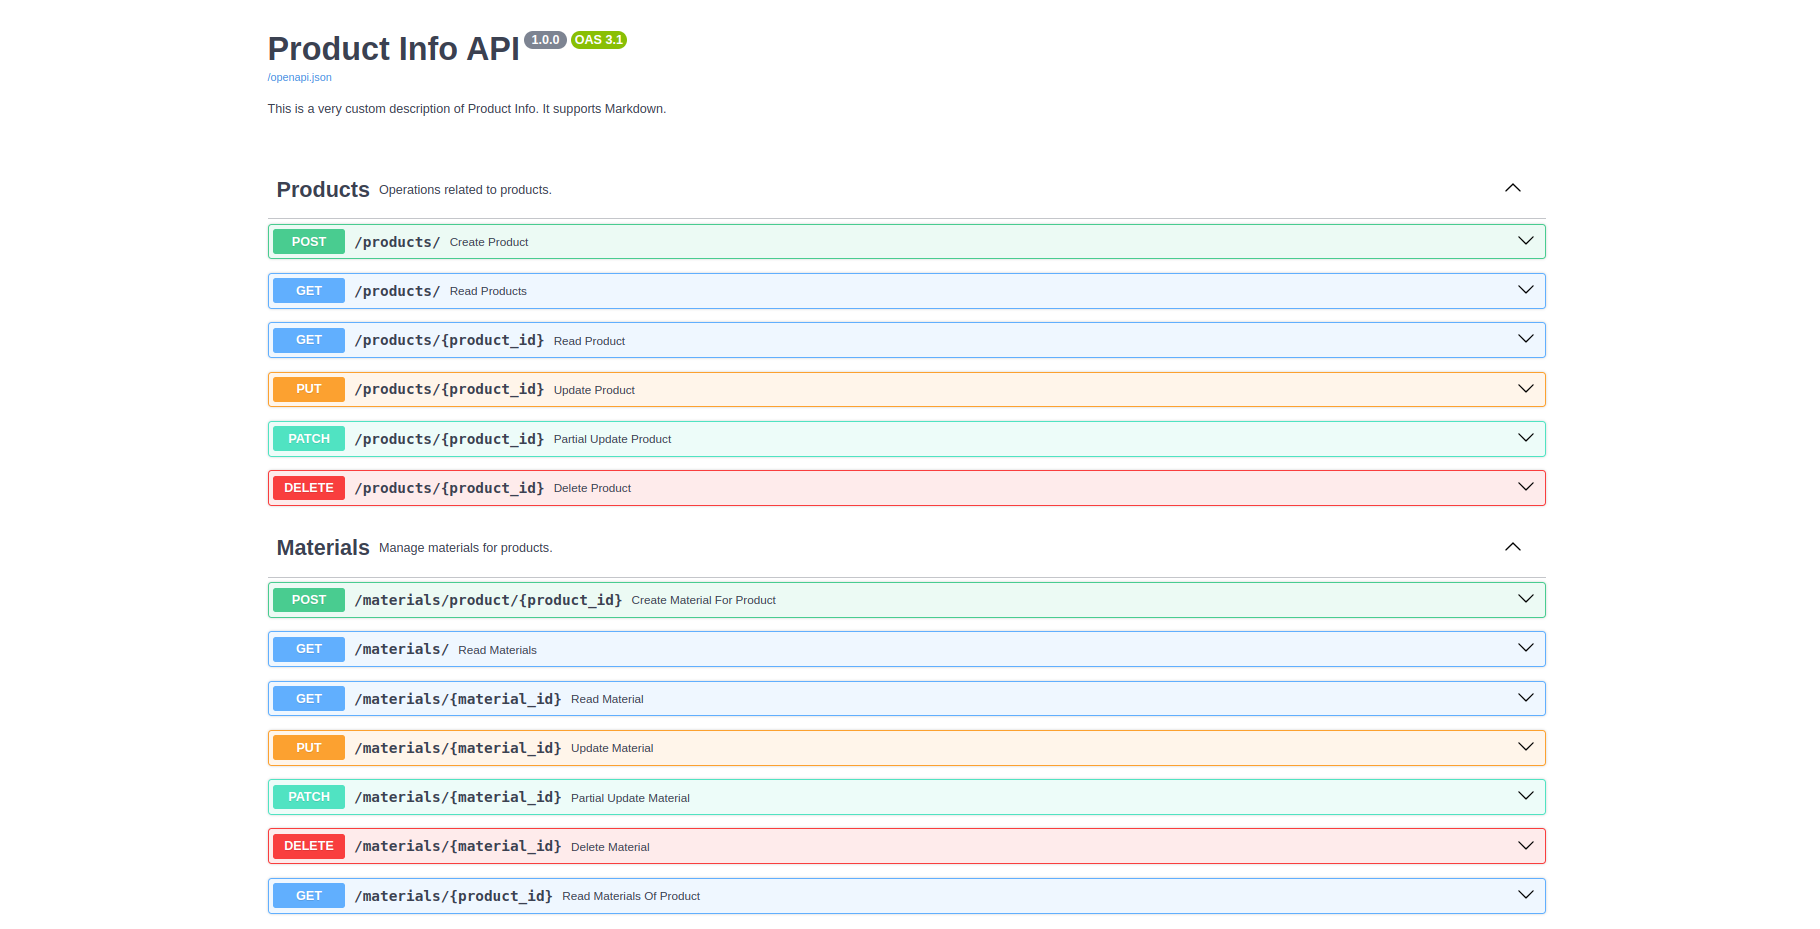 Product Info API 1.0.0 OAS 3.1
/openapi.json
This is a very custom description of Product Info. It supports Markdown.
Products Operations related to products.
POST /products/ Create Product
GET /products/ Read Products
GET /products/{product_id} Read Product
PUT /products/{product_id} Update Product
PATCH /products/{product_id} Partial Update Product
DELETE /products/{product_id} Delete Product
Materials Manage materials for products.
POST /materials/product/{product_id} Create Material For Product
GET /materials/ Read Materials
GET /materials/{material_id} Read Material
PUT /materials/{material_id} Update Material
PATCH /materials/{material_id} Partial Update Material
DELETE /materials/{material_id} Delete Material
GET /materials/{product_id} Read Materials Of Product